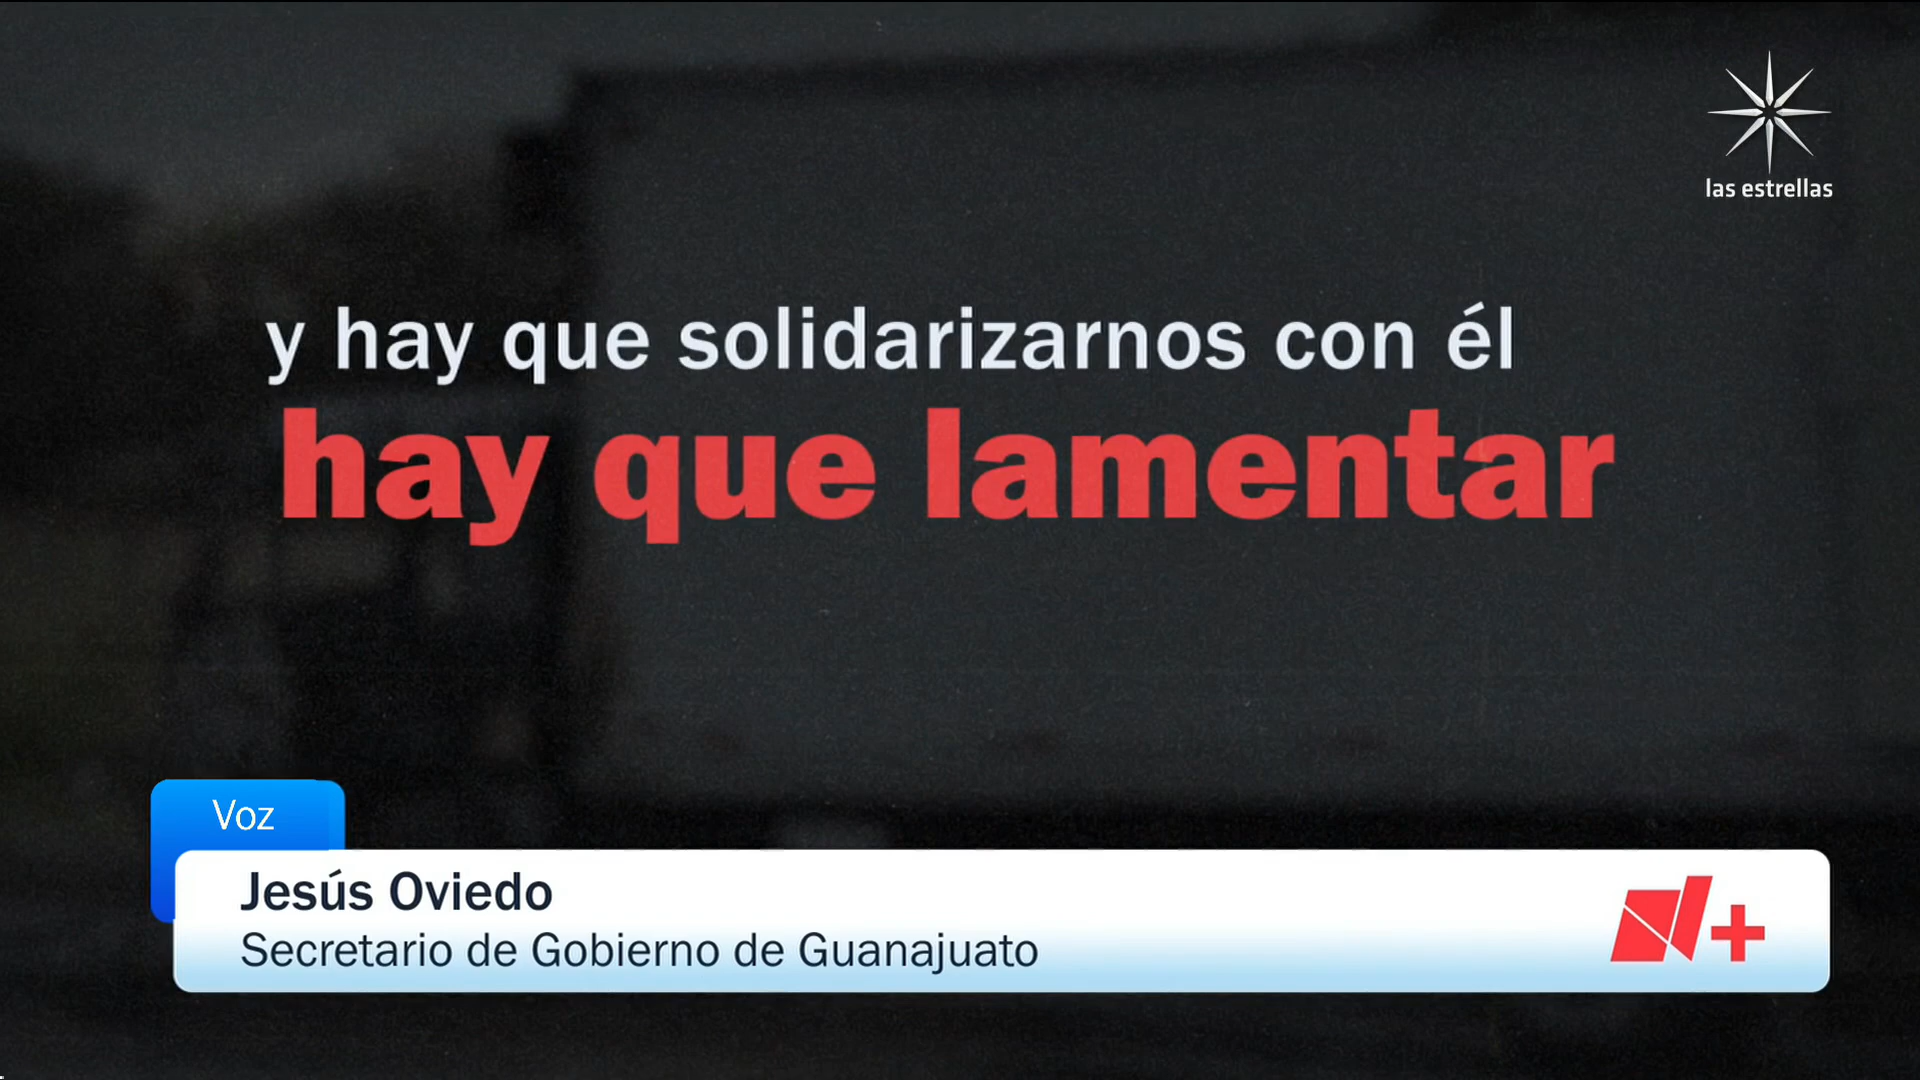 las estrellas
y hay que solidarizarnos con él
hay que lamentar
Voz
Jesús Oviedo
Secretario de Gobierno de Guanajuato
N+